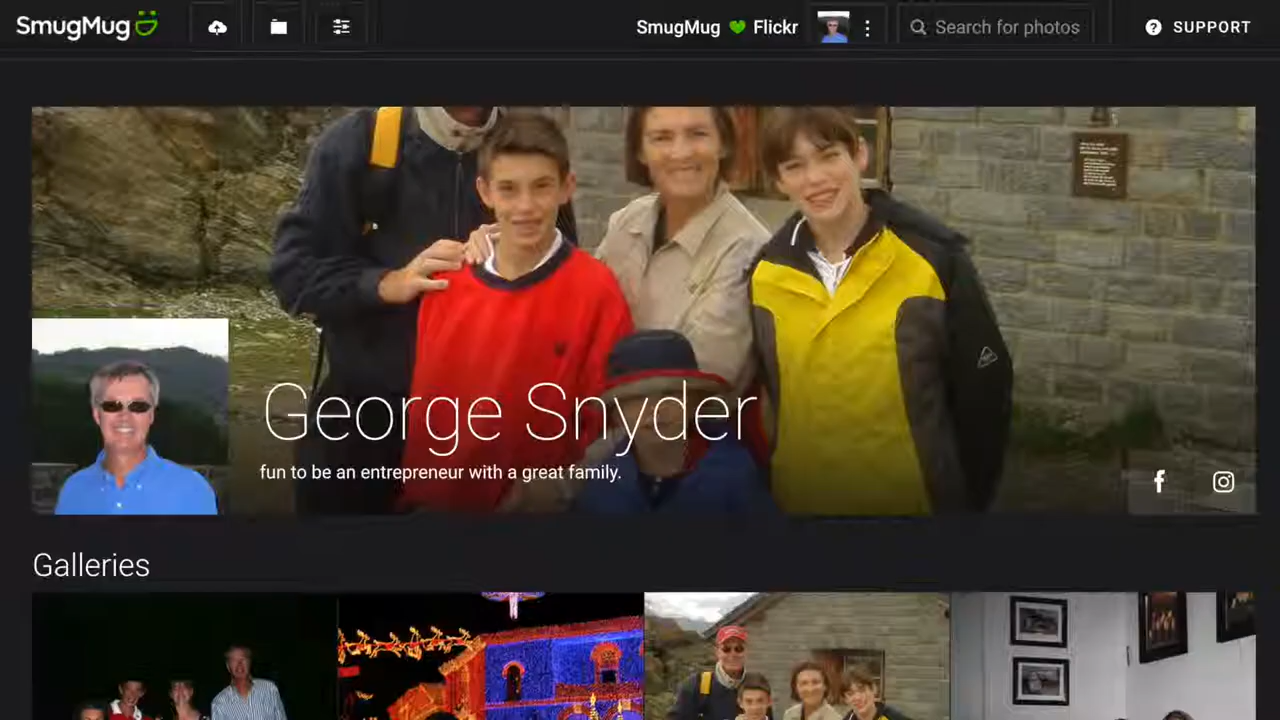 SmugMug
SmugMug Flickr
Search for photos
? SUPPORT
George Snyder
fun to be an entrepreneur with a great family.
Galleries